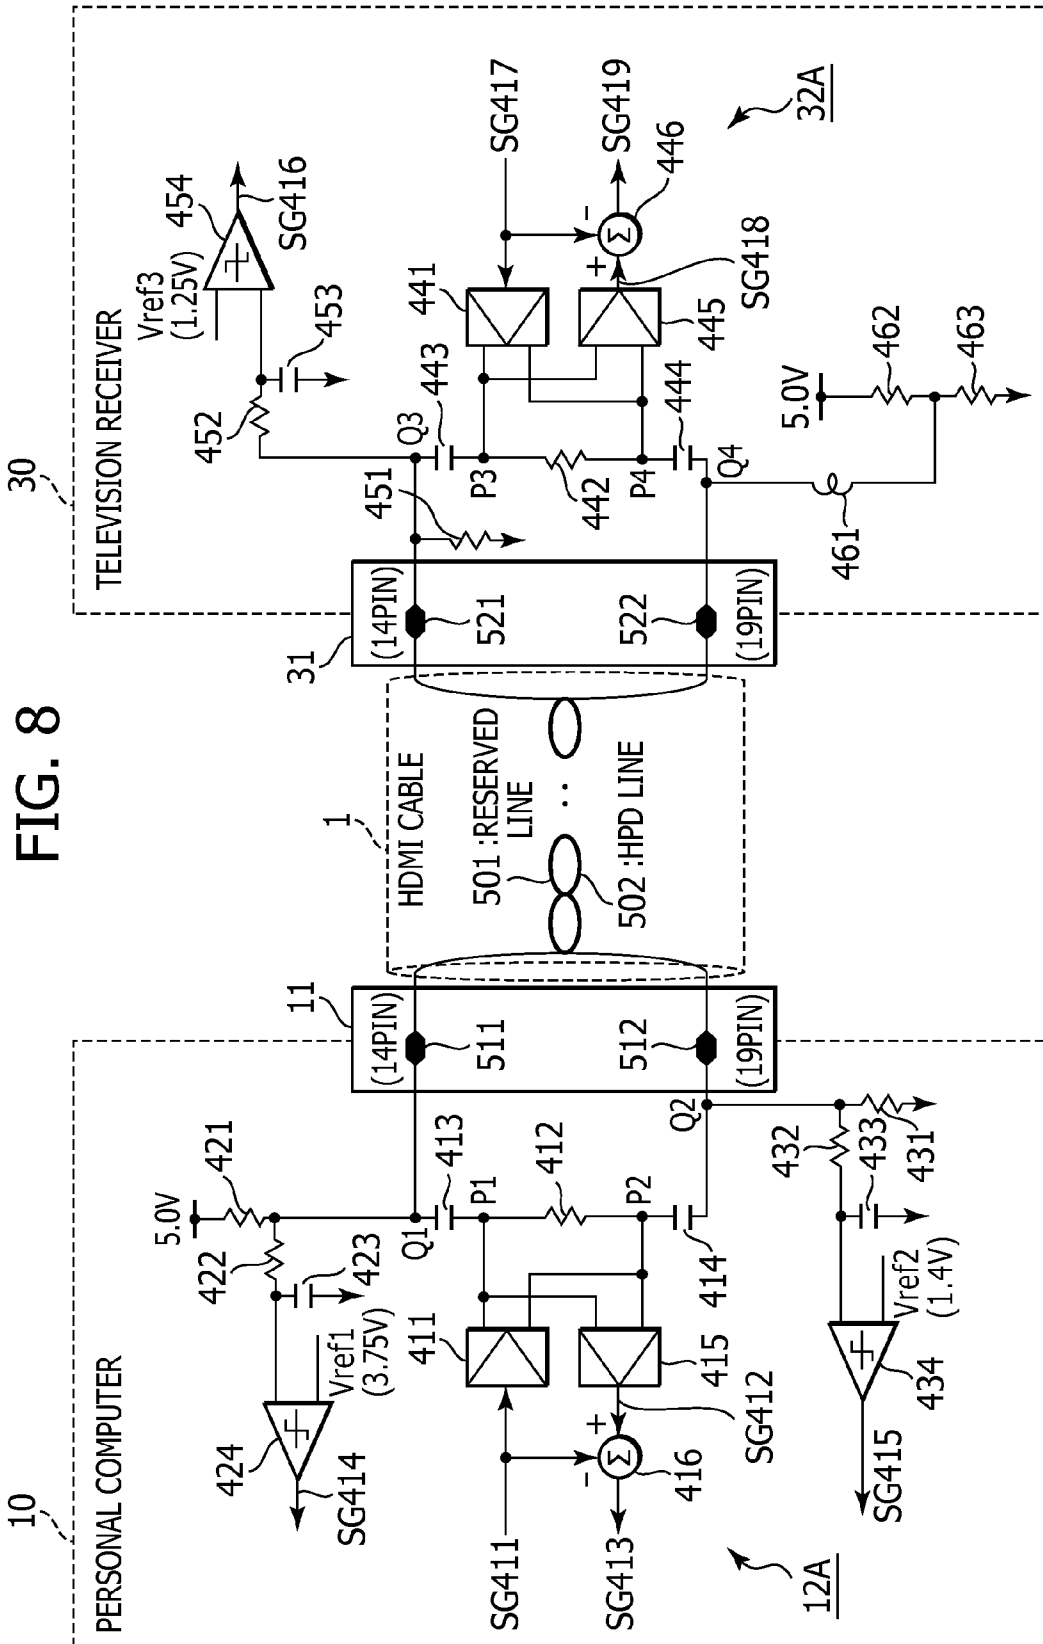 FIG. 8
10
PERSONAL COMPUTER
30
TELEVISION RECEIVER
5.0V
421
422
423
424
Vref1
(3.75V)
SG414
411
Q1
413
P1
412
P2
414
Q2
415
SG411
SG412
416
SG413
+
-
Σ
432
433
431
Vref2
(1.4V)
434
SG415
12A
11
(14PIN)
511
512
(19PIN)
1
HDMI CABLE
501 :RESERVED
LINE
502 :HPD LINE
31
(14PIN)
521
522
(19PIN)
Vref3
(1.25V)
454
SG416
453
452
451
Q3
443
P3
442
P4
444
Q4
441
445
SG417
-
+
Σ
SG419
446
SG418
461
5.0V
462
463
32A